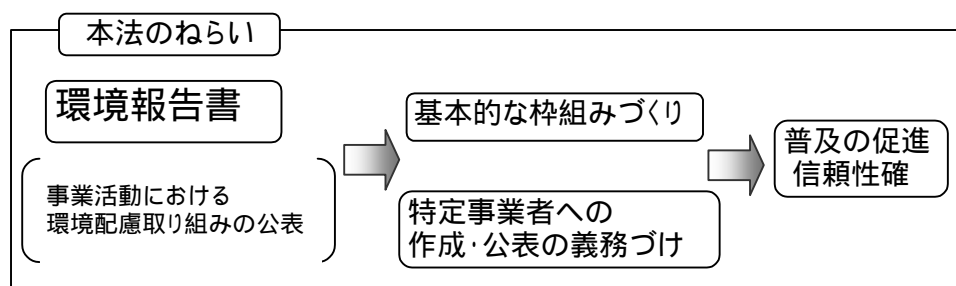 本法のねらい
環境報告書
事業活動における
環境配慮取り組みの公表
基本的な枠組みづくり
特定事業者への
作成・公表の義務づけ
普及の促進
信頼性確